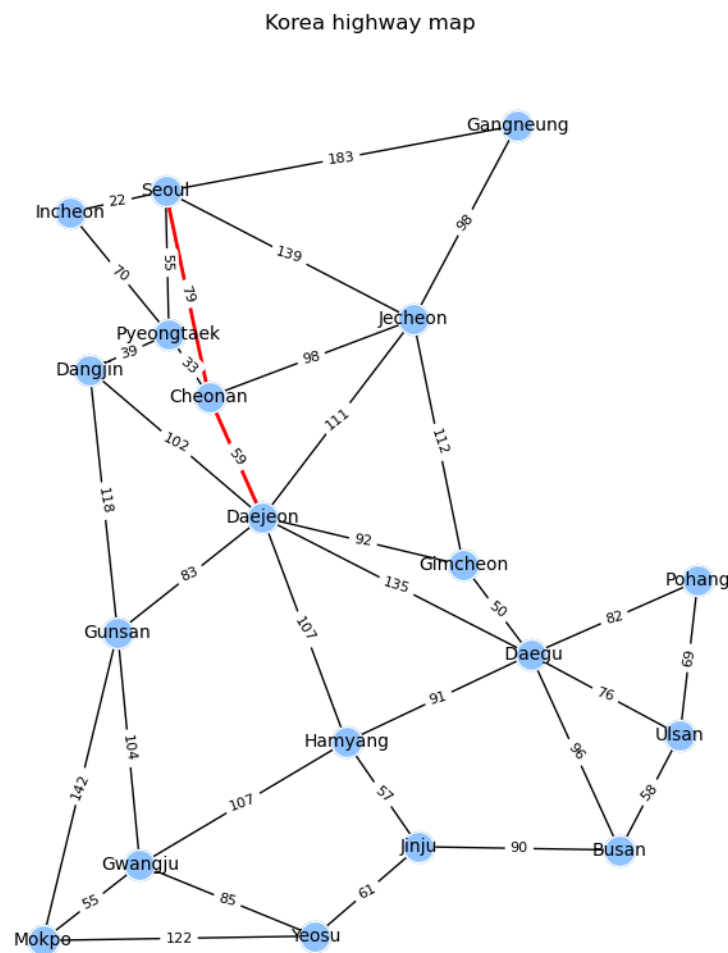 Korea highway map
Gangneung
183
Seoul
22
Incheon
98
55
139
70
79
Jecheon
Pyeongtaek
39
33
98
Dangjin
Cheonan
111
102
59
112
118
Daejeon
92
Gimcheon
83
135
Pohang
50
82
107
Gunsan
Daegu
69
91
76
Ulsan
Hamyang
104
96
142
57
58
107
Jinju
90
Busan
Gwangju
61
55
85
Mokpo
122
Yeosu